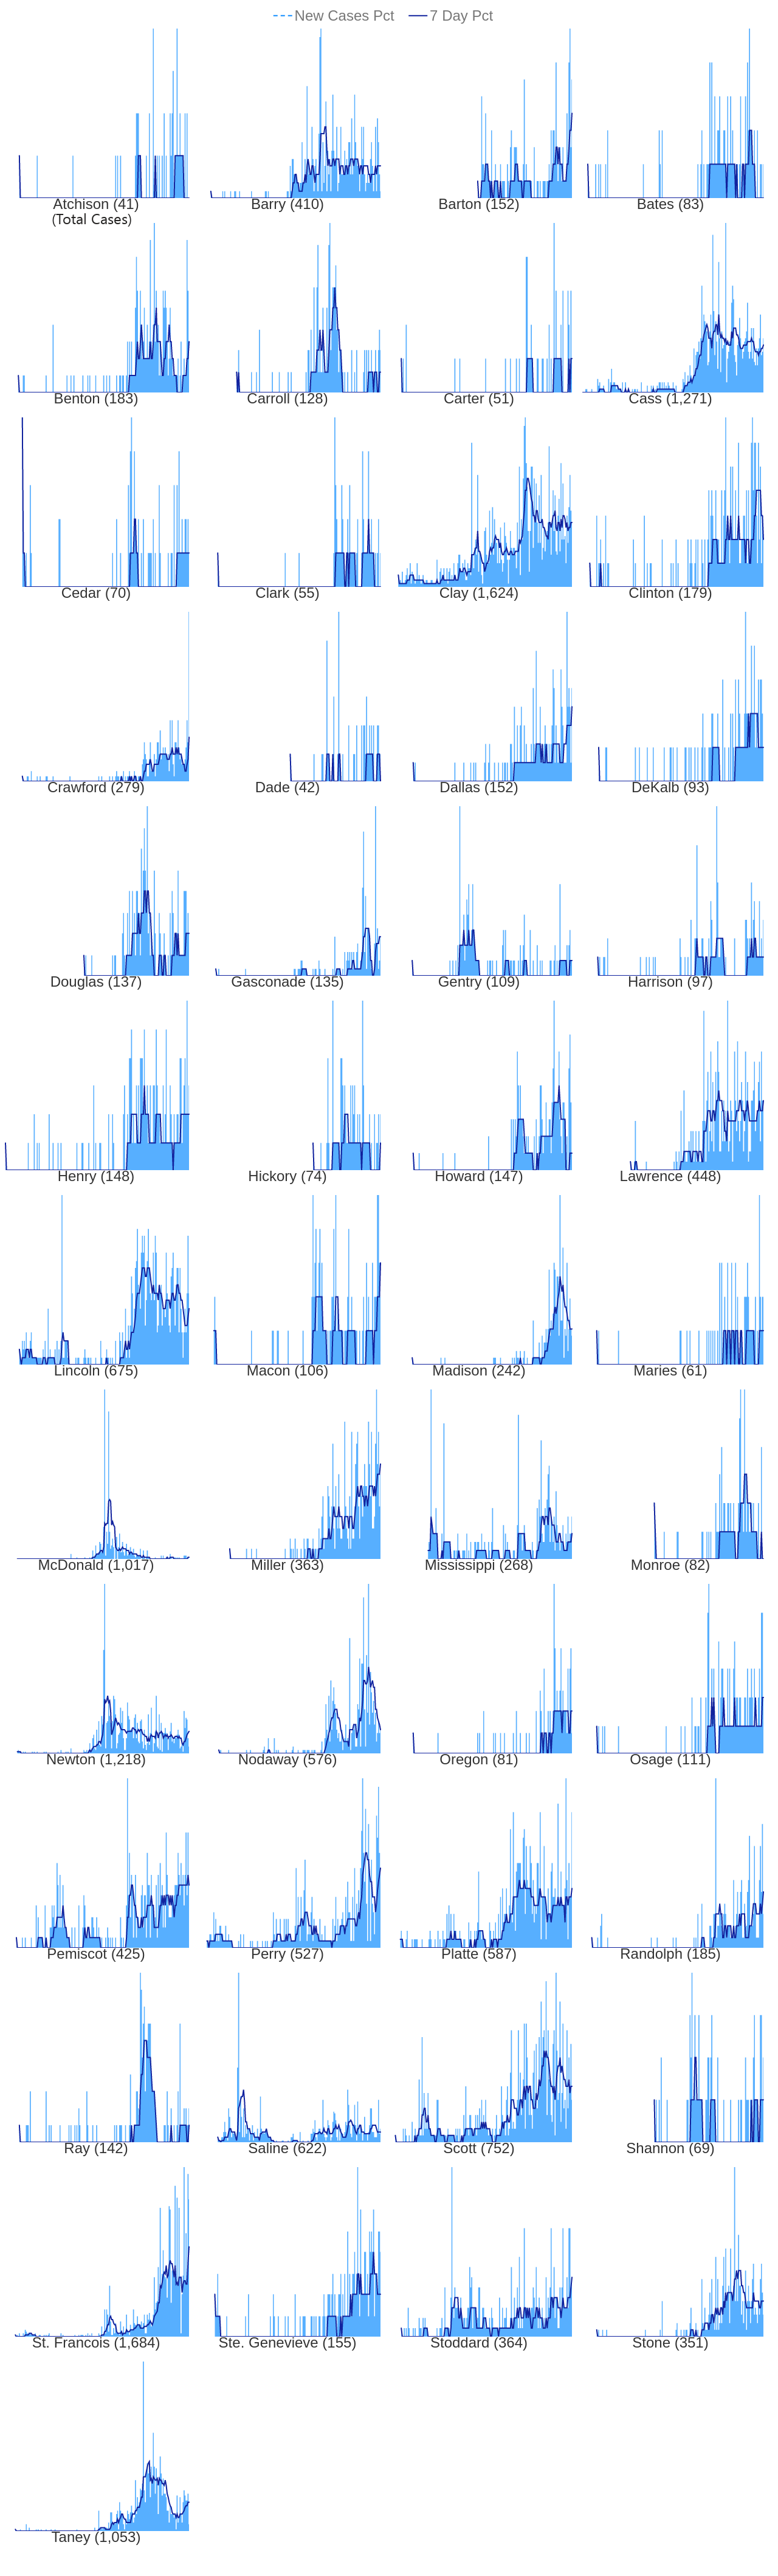 New Cases Pct 7 Day Pct
Atchison (41) Barry (410) Barton (152) Bates (83)
(Total Cases)
Benton (183) Carroll (128) Carter (51) Cass (1,271)
Cedar (70) Clark (55) Clay (1,624) Clinton (179)
Crawford (279) Dade (42) Dallas (152) DeKalb (93)
Douglas (137) Gasconade (135) Gentry (109) Harrison (97)
Henry (148) Hickory (74) Howard (147) Lawrence (448)
Lincoln (675) Macon (106) Madison (242) Maries (61)
McDonald (1,017) Miller (363) Mississippi (268) Monroe (82)
Newton (1,218) Nodaway (576) Oregon (81) Osage (111)
Pemiscot (425) Perry (527) Platte (587) Randolph (185)
Ray (142) Saline (622) Scott (752) Shannon (69)
St. Francois (1,684) Ste. Genevieve (155) Stoddard (364) Stone (351)
Taney (1,053)